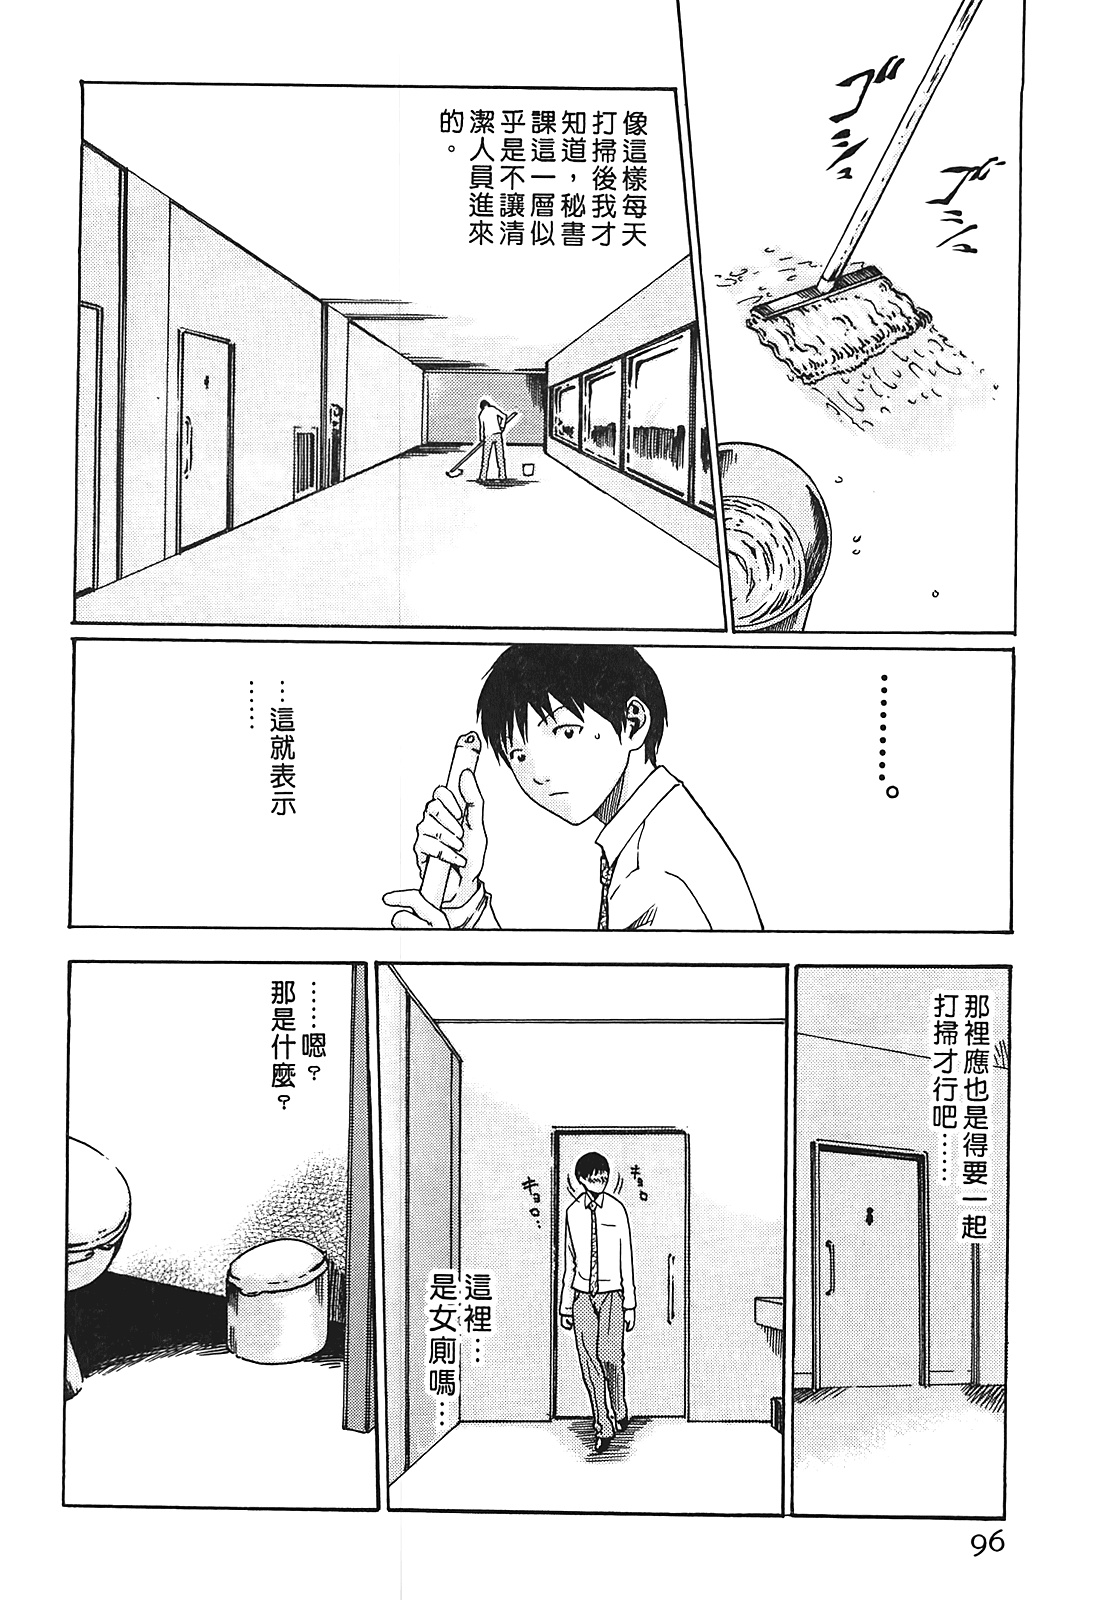 ゴシ
ゴシ
像這樣每天
打掃後我才
知道，秘書
課這一層似
乎是不讓清
潔人員進來
的。
………。
…這就表示
……
那裡應也是得要一起
打掃才行吧……
キョロ
キョロ…
這裡…
是女廁嗎……
……嗯？
那是什麼？
96